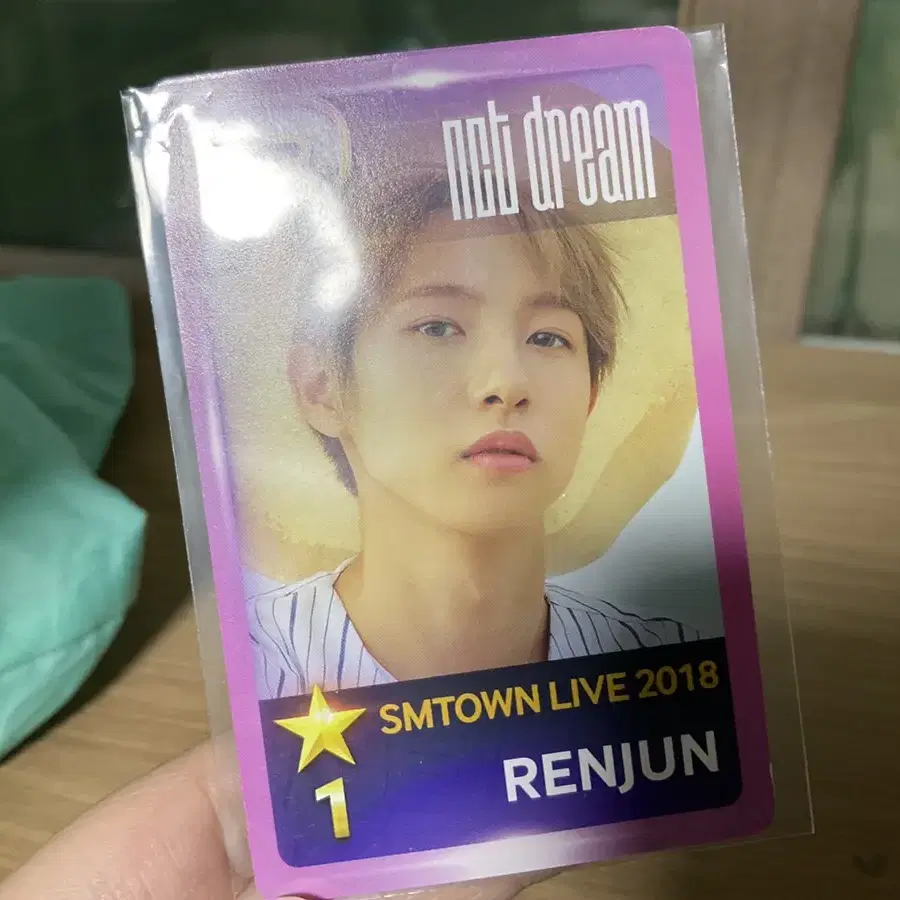 nct dream
SMTOWN LIVE 2018
1
RENJUN